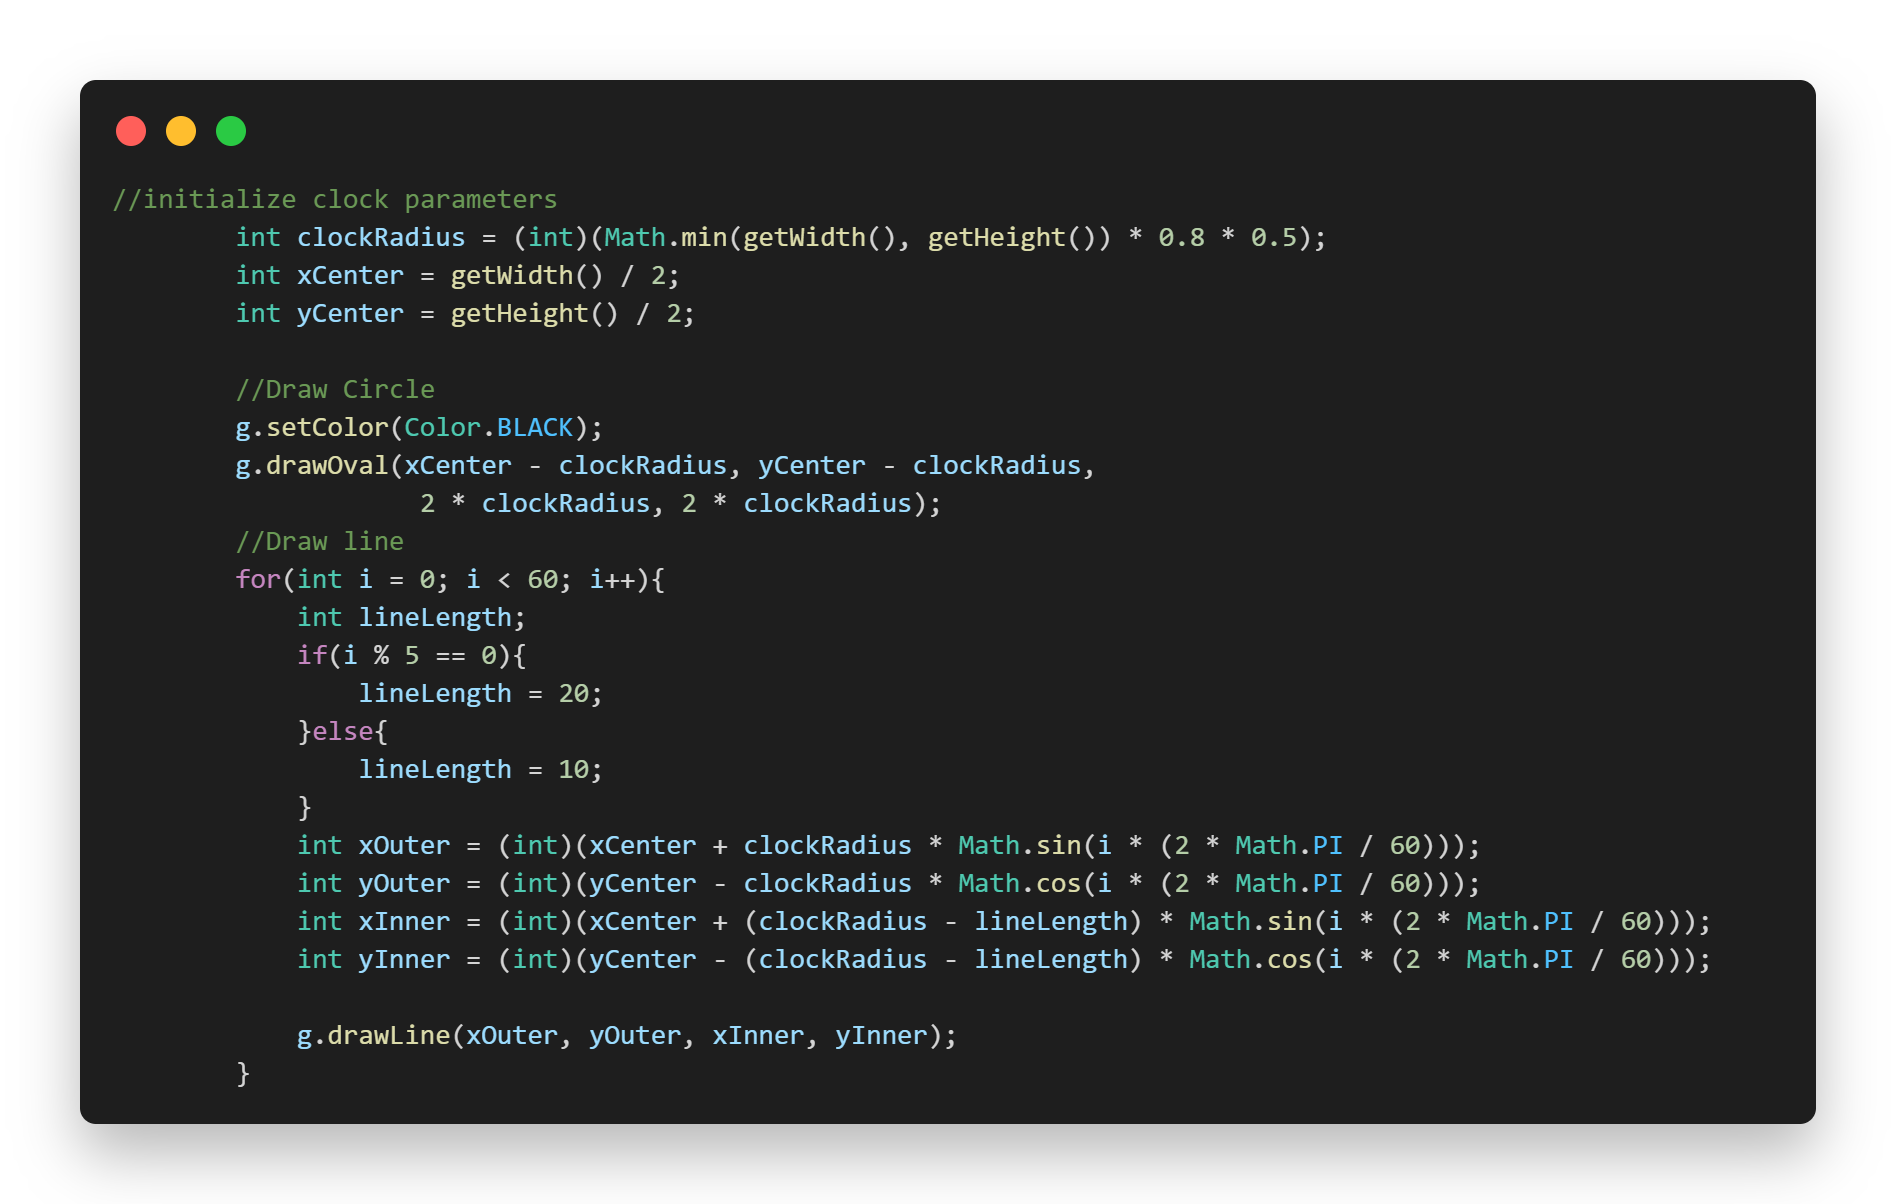 //initialize clock parameters
        int clockRadius = (int)(Math.min(getWidth(), getHeight()) * 0.8 * 0.5);
        int xCenter = getWidth() / 2;
        int yCenter = getHeight() / 2;

        //Draw Circle
        g.setColor(Color.BLACK);
        g.drawOval(xCenter - clockRadius, yCenter - clockRadius,
                    2 * clockRadius, 2 * clockRadius);
        //Draw line
        for(int i = 0; i < 60; i++){
            int lineLength;
            if(i % 5 == 0){
                lineLength = 20;
            }else{
                lineLength = 10;
            }
            int xOuter = (int)(xCenter + clockRadius * Math.sin(i * (2 * Math.PI / 60)));
            int yOuter = (int)(yCenter - clockRadius * Math.cos(i * (2 * Math.PI / 60)));
            int xInner = (int)(xCenter + (clockRadius - lineLength) * Math.sin(i * (2 * Math.PI / 60)));
            int yInner = (int)(yCenter - (clockRadius - lineLength) * Math.cos(i * (2 * Math.PI / 60)));

            g.drawLine(xOuter, yOuter, xInner, yInner);
        }